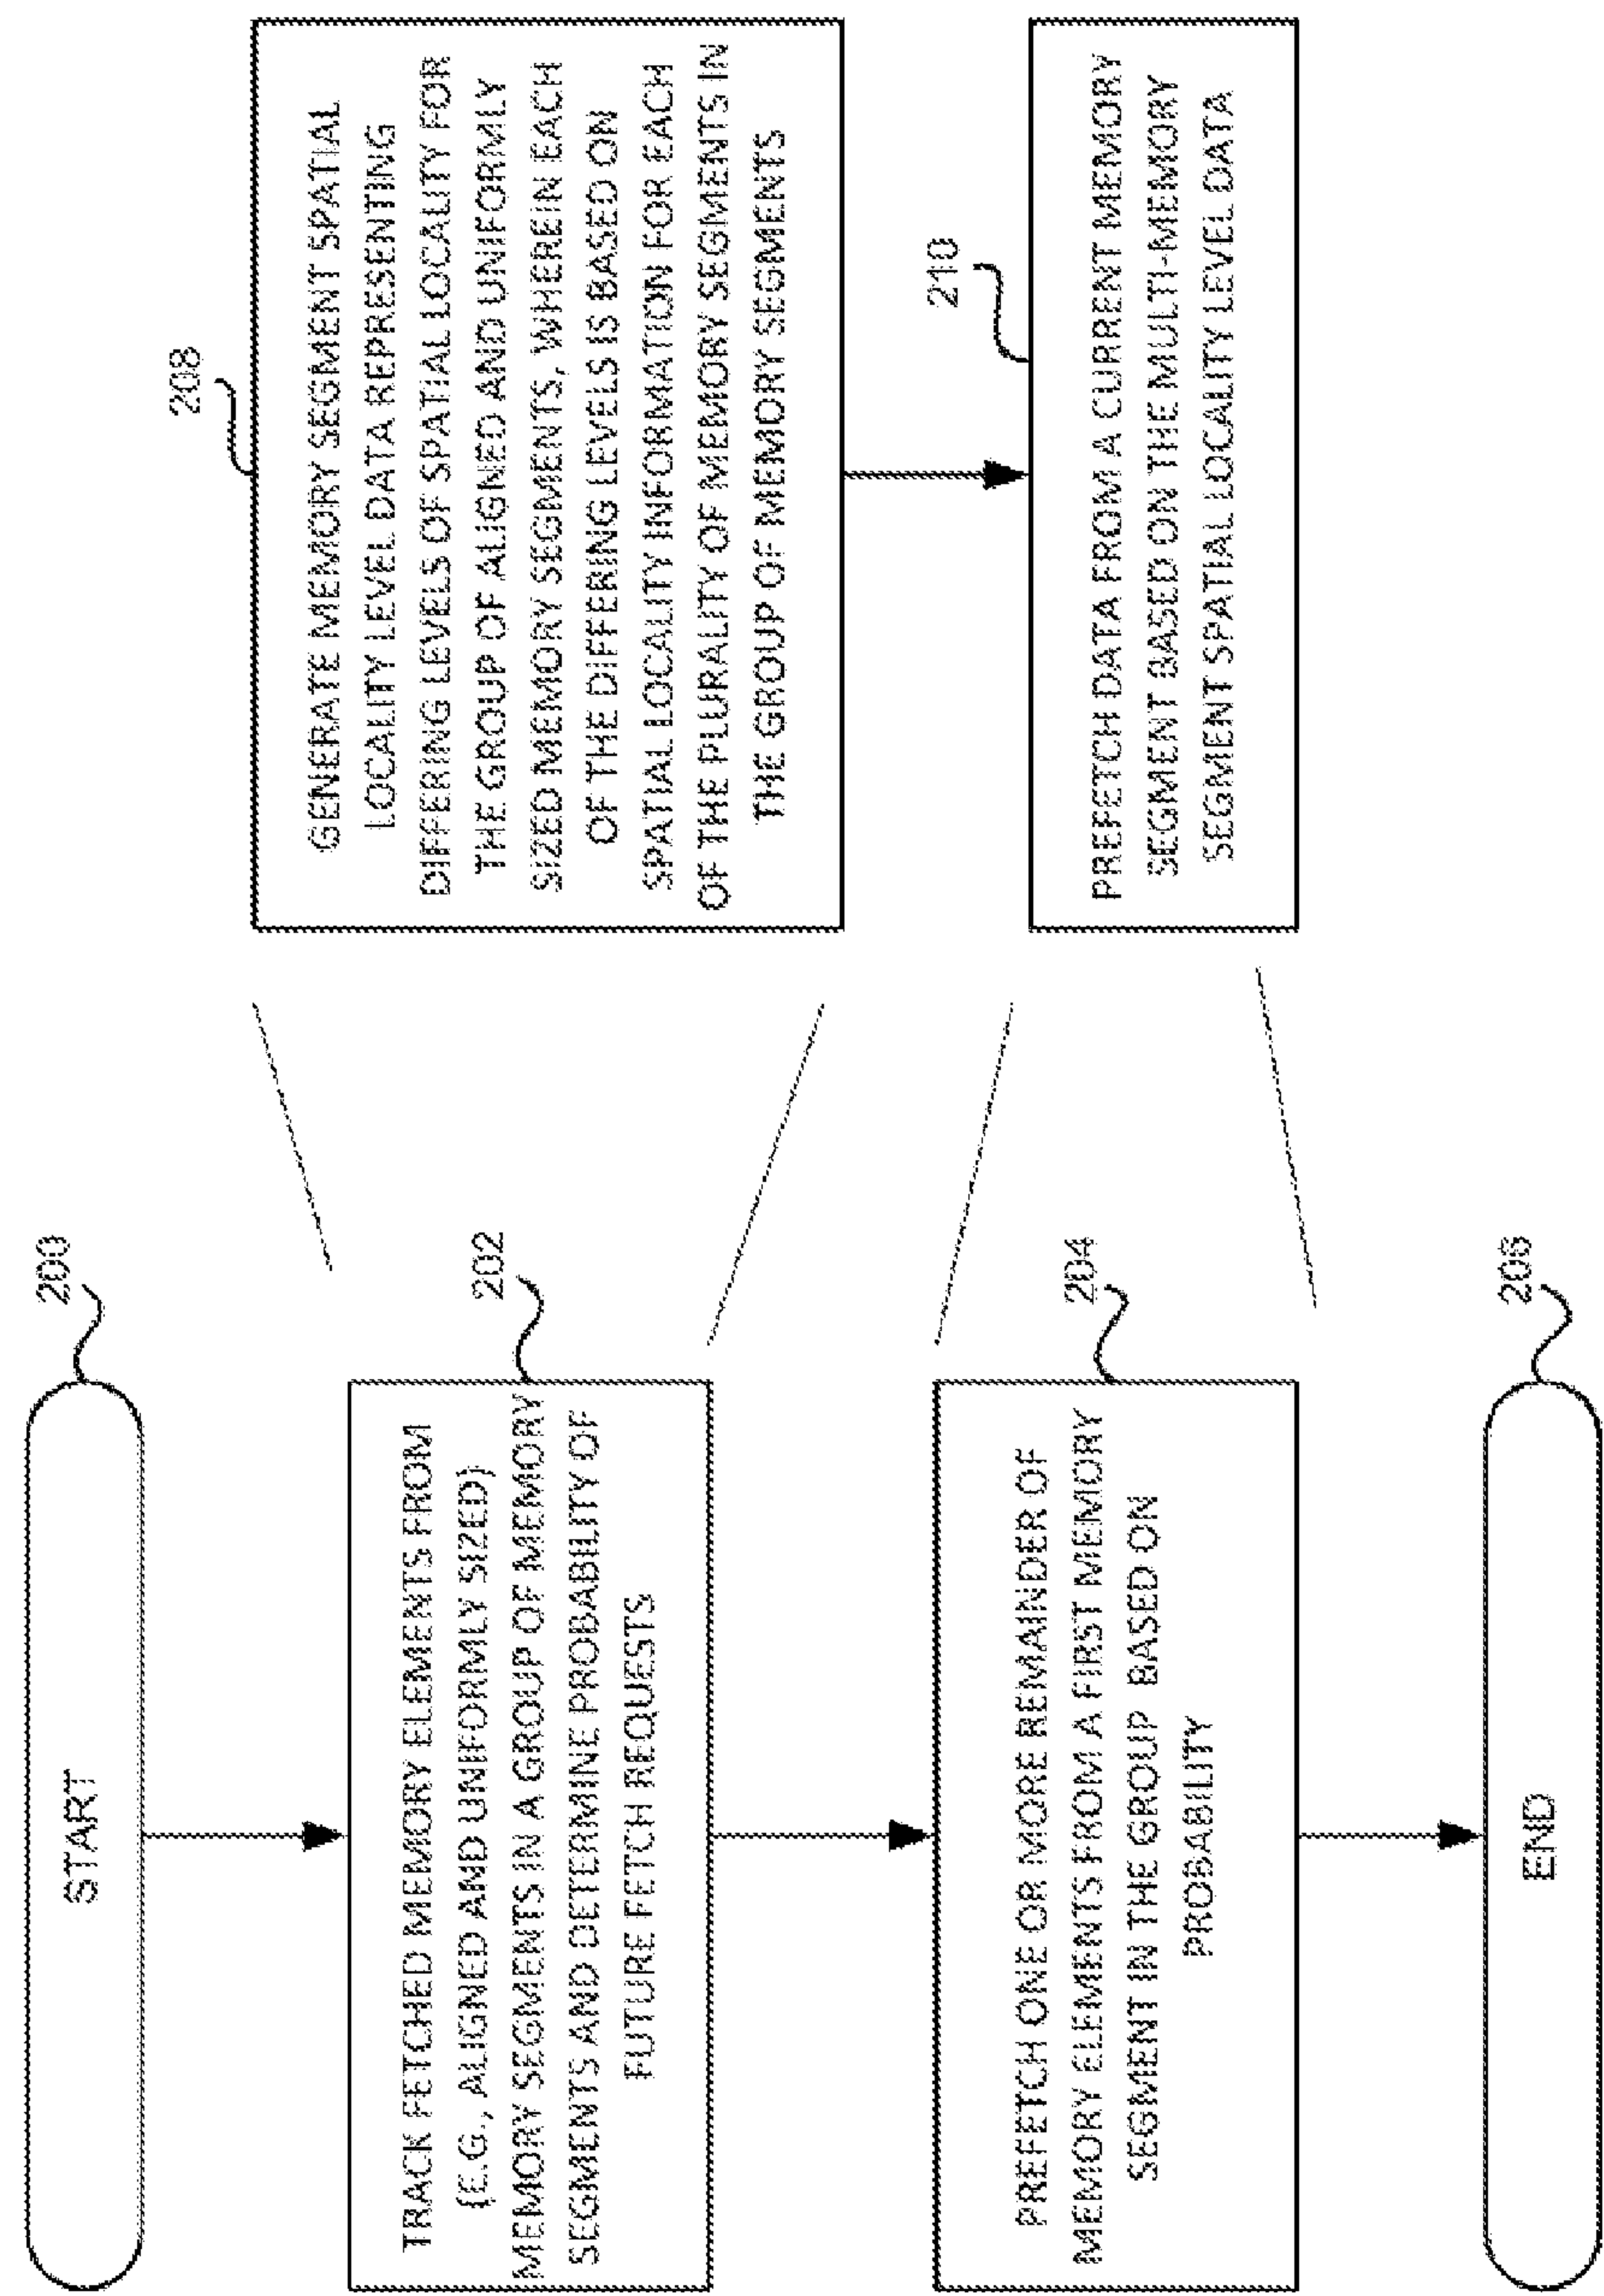 200
START
202
TRACK FETCHED MEMORY ELEMENTS FROM
(E.G., ALIGNED AND UNIFORMLY SIZED)
MEMORY SEGMENTS IN A GROUP OF MEMORY
SEGMENTS AND DETERMINE PROBABILITY OF
FUTURE FETCH REQUESTS
204
PREFETCH ONE OR MORE REMAINDER OF
MEMORY ELEMENTS FROM A FIRST MEMORY
SEGMENT IN THE GROUP BASED ON
PROBABILITY
206
END
208
GENERATE MEMORY SEGMENT SPATIAL
LOCALITY LEVEL DATA REPRESENTING
DIFFERING LEVELS OF SPATIAL LOCALITY FOR
THE GROUP OF ALIGNED AND UNIFORMLY
SIZED MEMORY SEGMENTS, WHEREIN EACH
OF THE DIFFERING LEVELS IS BASED ON
SPATIAL LOCALITY INFORMATION FOR EACH
OF THE PLURALITY OF MEMORY SEGMENTS IN
THE GROUP OF MEMORY SEGMENTS
210
PREFETCH DATA FROM A CURRENT MEMORY
SEGMENT BASED ON THE MULTI-MEMORY
SEGMENT SPATIAL LOCALITY LEVEL DATA